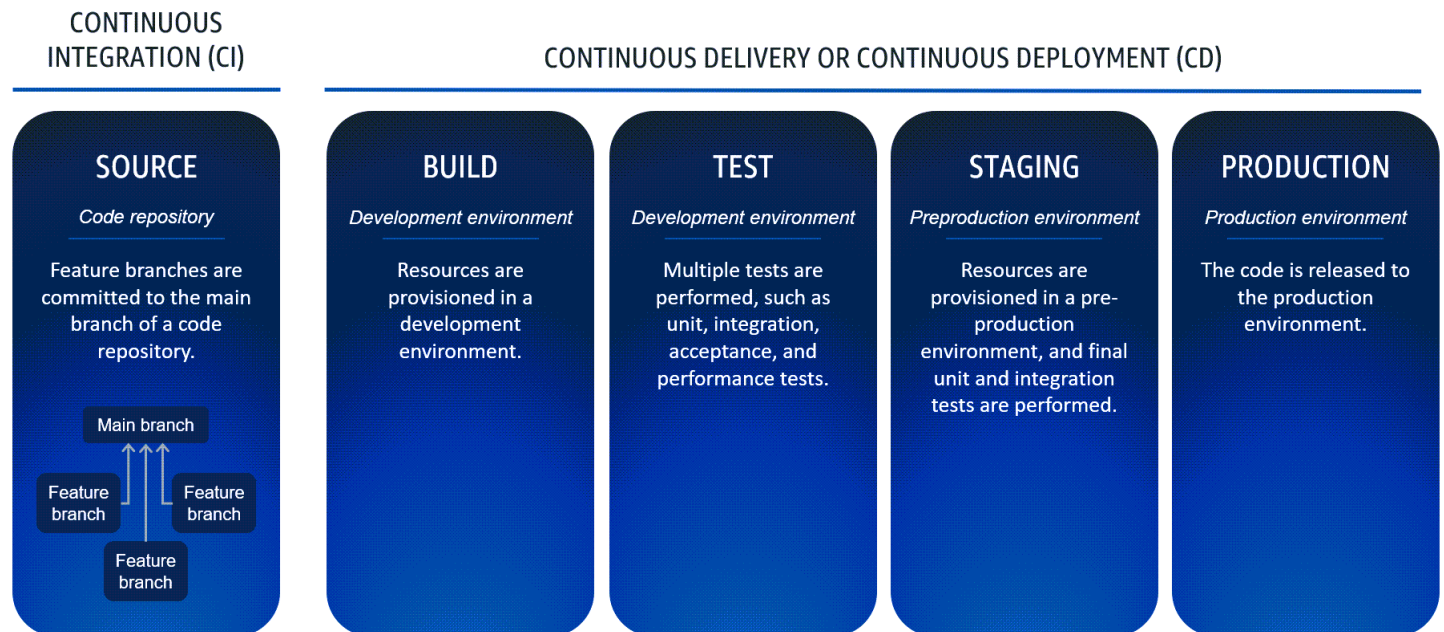 CONTINUOUS
INTEGRATION (CI)
CONTINUOUS DELIVERY OR CONTINUOUS DEPLOYMENT (CD)
SOURCE
Code repository
Feature branches are
committed to the main
branch of a code
repository.
Main branch
Feature
branch
Feature
branch
Feature
branch
BUILD
Development environment
Resources are
provisioned in a
development
environment.
TEST
Development environment
Multiple tests are
performed, such as
unit, integration,
acceptance, and
performance tests.
STAGING
Preproduction environment
Resources are
provisioned in a pre-
production
environment, and final
unit and integration
tests are performed.
PRODUCTION
Production environment
The code is released to
the production
environment.